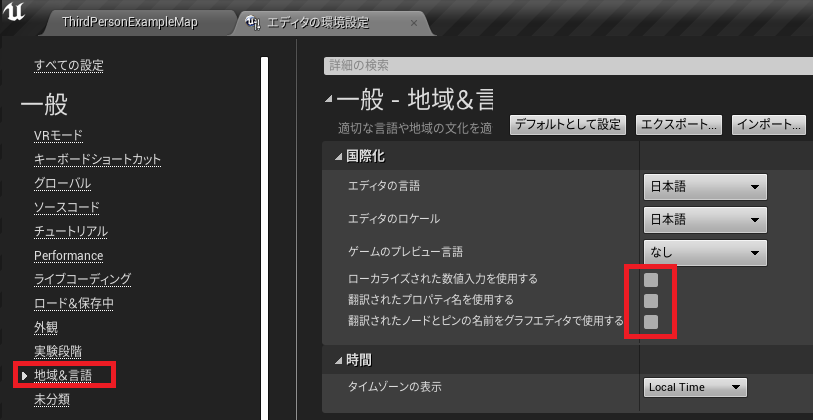 ThirdPersonExampleMap
エディタの環境設定
すべての設定
一般
VRモード
キーボードショートカット
グローバル
ソースコード
チュートリアル
Performance
ライブコーディング
ロード&保存中
外観
実験段階
地域&言語
未分類
詳細の検索
一般 - 地域&言
適切な言語や地域の文化を適
デフォルトとして設定
エクスポート...
インポート...
国際化
エディタの言語
日本語
エディタのロケール
日本語
ゲームのプレビュー言語
なし
ローカライズされた数値入力を使用する
翻訳されたプロパティ名を使用する
翻訳されたノードとピンの名前をグラフエディタで使用する
時間
タイムゾーンの表示
Local Time